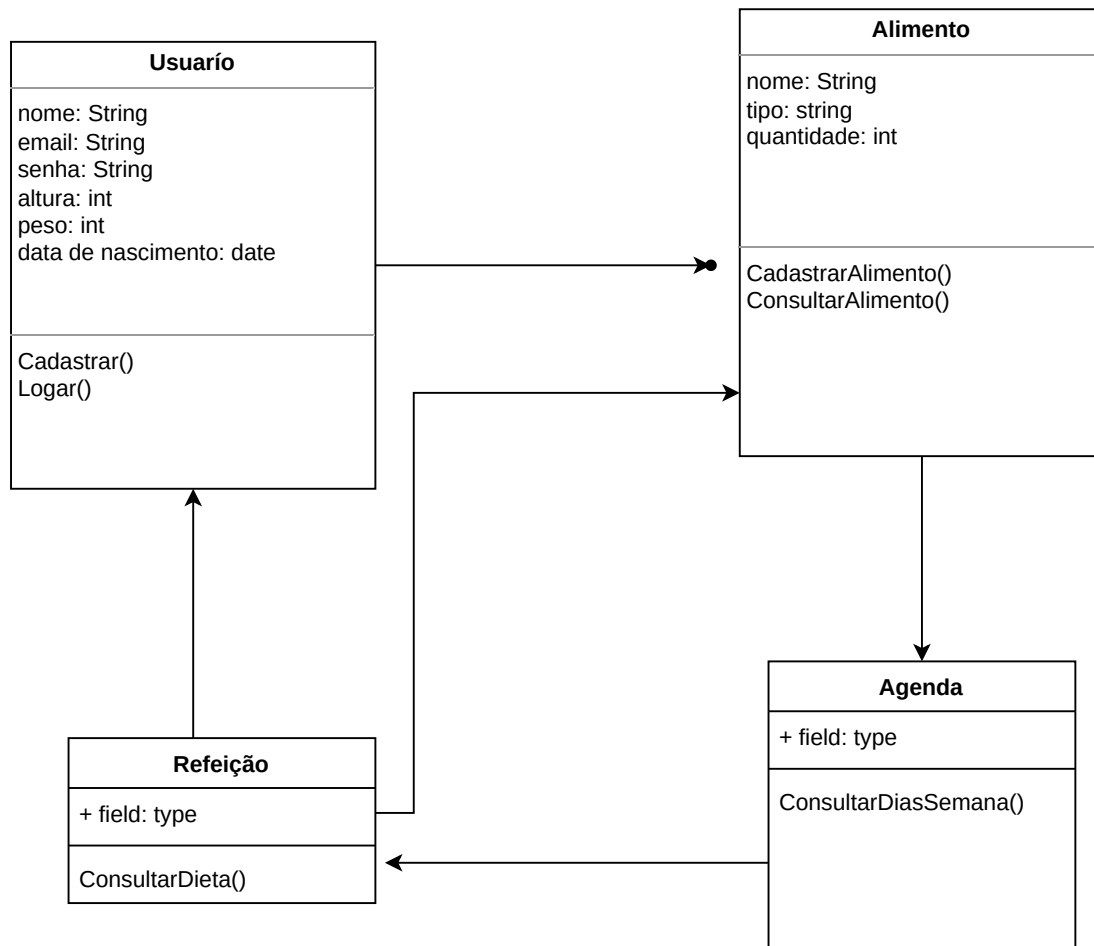 Usuarío
nome: String
email: String
senha: String
altura: int
peso: int
data de nascimento: date
Cadastrar()
Logar()
Alimento
nome: String
tipo: string
quantidade: int
CadastrarAlimento()
ConsultarAlimento()
Refeição
+ field: type
ConsultarDieta()
Agenda
+ field: type
ConsultarDiasSemana()